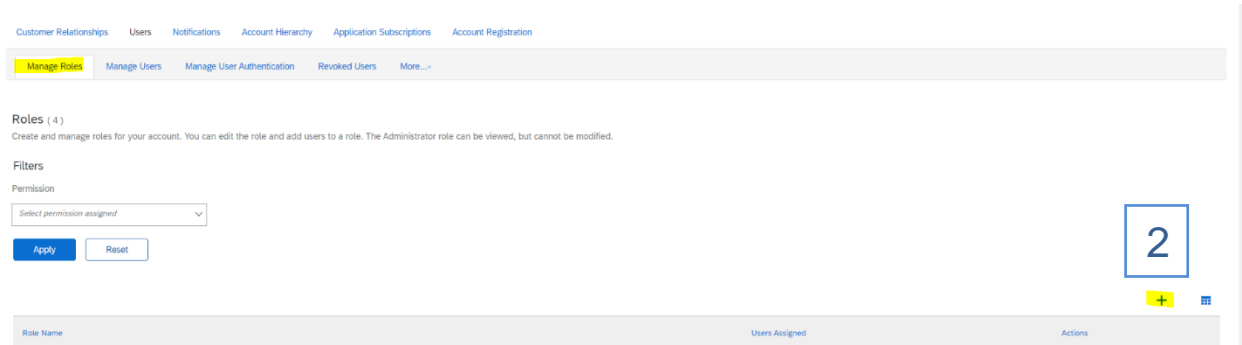 Customer Relationships Users Notifications Account Hierarchy Application Subscriptions Account Registration
Manage Roles Manage Users Manage User Authentication Revoked Users More...
Roles (4)
Create and manage roles for your account. You can edit the role and add users to a role. The Administrator role can be viewed, but cannot be modified.
Filters
Permission
Select permission assigned
Apply Reset
2
+
Role Name Users Assigned Actions